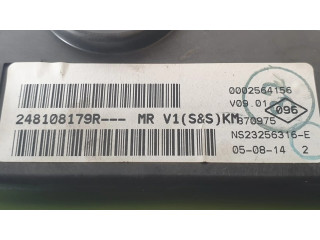 0002564156
V09.01
096
248108179R--- MR V1(S&S)KM
870975
NS23256316-E
05-08-14 2